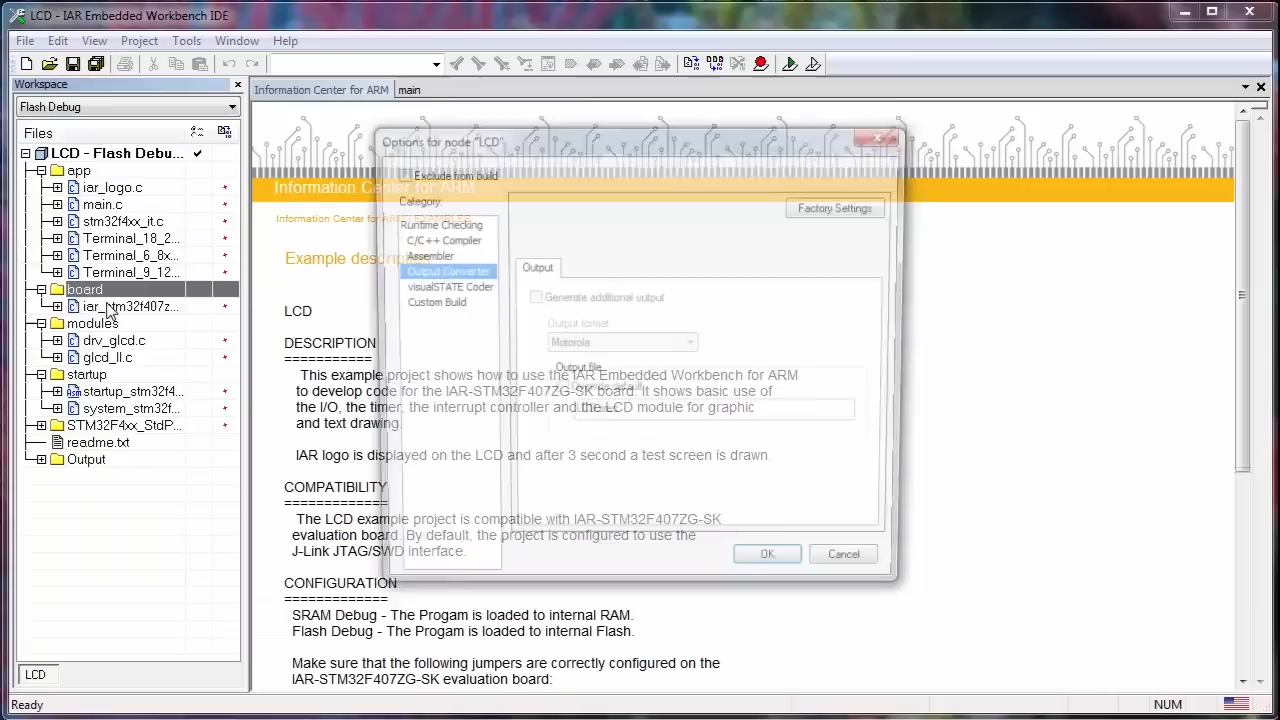 LCD - IAR Embedded Workbench IDE
File Edit View Project Tools Window Help
Workspace
Flash Debug
Files
LCD - Flash Debu...
app
iar_logo.c
main.c
stm32f4xx_it.c
Terminal_18_2...
Terminal_6_8x...
Terminal_9_12...
board
iar_stm32f407z...
modules
drv_glcd.c
glcd_ll.c
startup
startup_stm32f4...
system_stm32f...
STM32F4xx_StdP...
readme.txt
Output
LCD
Information Center for ARM main
Information Center for ARM
Information Center for ARM / EXAMPLES
Example
LCD
DESCRIPTION
===========
This example project shows how to use the IAR Embedded Workbench for ARM
to develop code for the IAR-STM32F407ZG-SK board. It shows basic use of
the I/O, the timer, the interrupt controller and the LCD module for graphic
and text drawing.
IAR logo is displayed on the LCD and after 3 second a test screen is drawn.
COMPATIBILITY
=============
The LCD example project is compatible with IAR-STM32F407ZG-SK
evaluation board. By default, the project is configured to use the
J-Link JTAG/SWD interface.
CONFIGURATION
=============
SRAM Debug - The Progam is loaded to internal RAM.
Flash Debug - The Progam is loaded to internal Flash.
Make sure that the following jumpers are correctly configured on the
IAR-STM32F407ZG-SK evaluation board:
Options for node "LCD"
Exclude from build
Category:
Runtime Checking
C/C++ Compiler
Assembler
Output Converter
visualSTATE Coder
Custom Build
Factory Settings
Output
Generate additional output
Output format
Motorola
Output file
Override default
OK Cancel
Ready
NUM